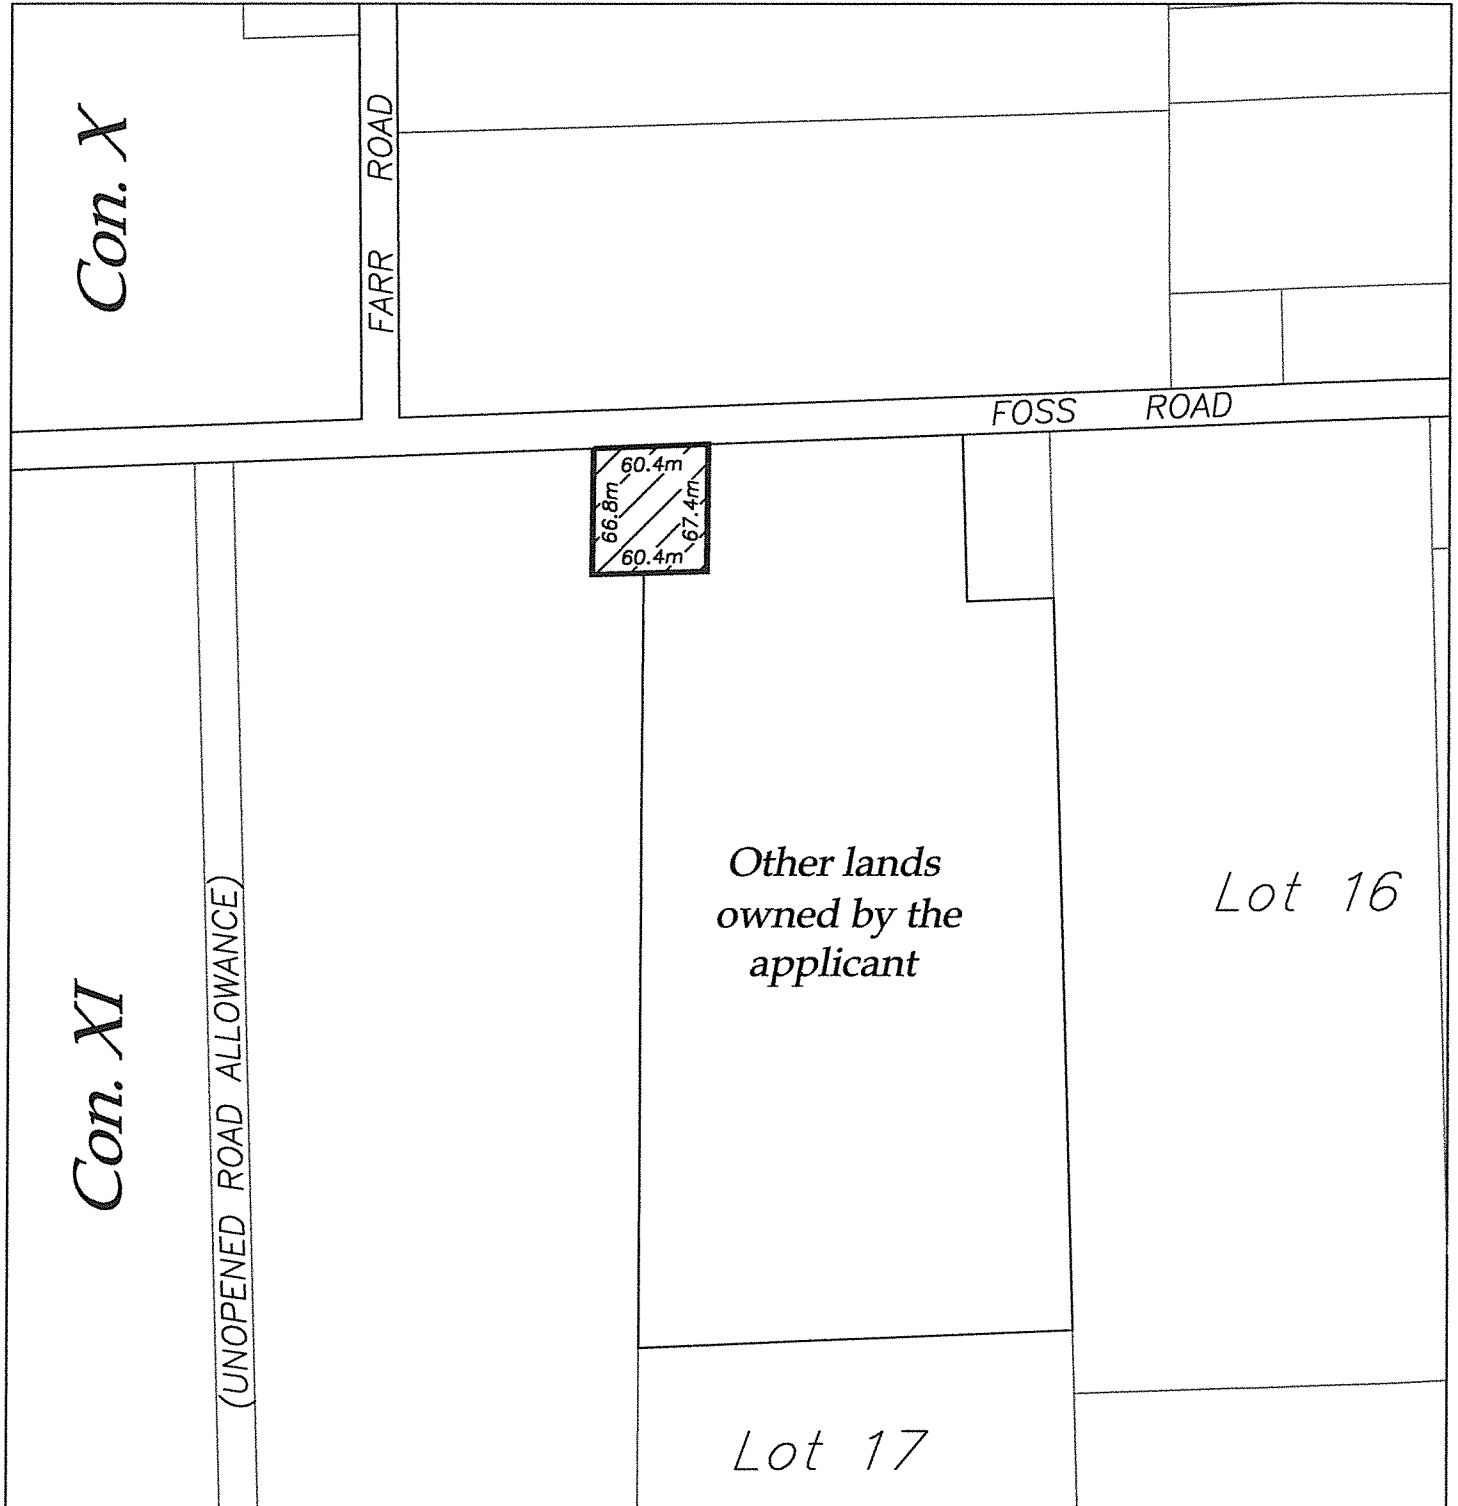 Con. X
FARR ROAD
FOSS ROAD
60.4m
66.8m
67.4m
60.4m
Other lands
owned by the
applicant
Lot 16
Con. XI
(UNOPENED ROAD ALLOWANCE)
Lot 17